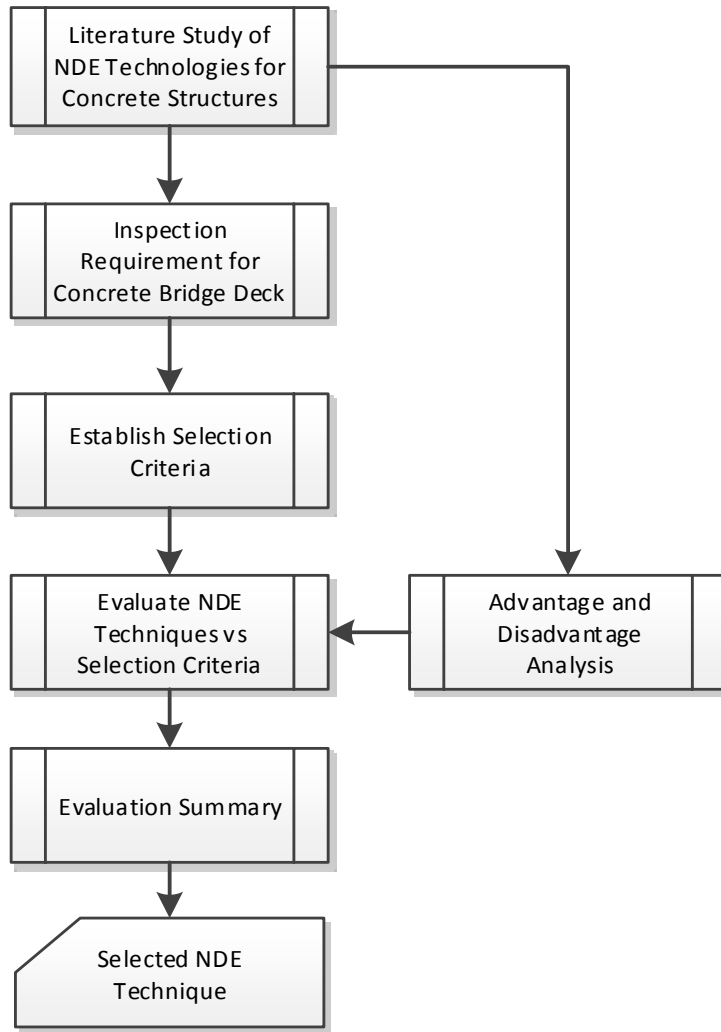 Literature Study of
NDE Technologies for
Concrete Structures
Inspection
Requirement for
Concrete Bridge Deck
Establish Selection
Criteria
Evaluate NDE
Techniques vs
Selection Criteria
Advantage and
Disadvantage
Analysis
Evaluation Summary
Selected NDE
Technique